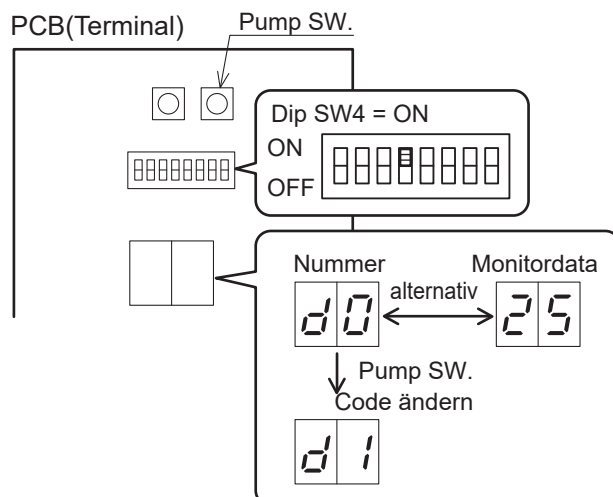 PCB(Terminal)
Pump SW.
Dip SW4 = ON
ON
OFF
Nummer
Monitordata
d0
alternativ
25
Pump SW.
Code ändern
d1